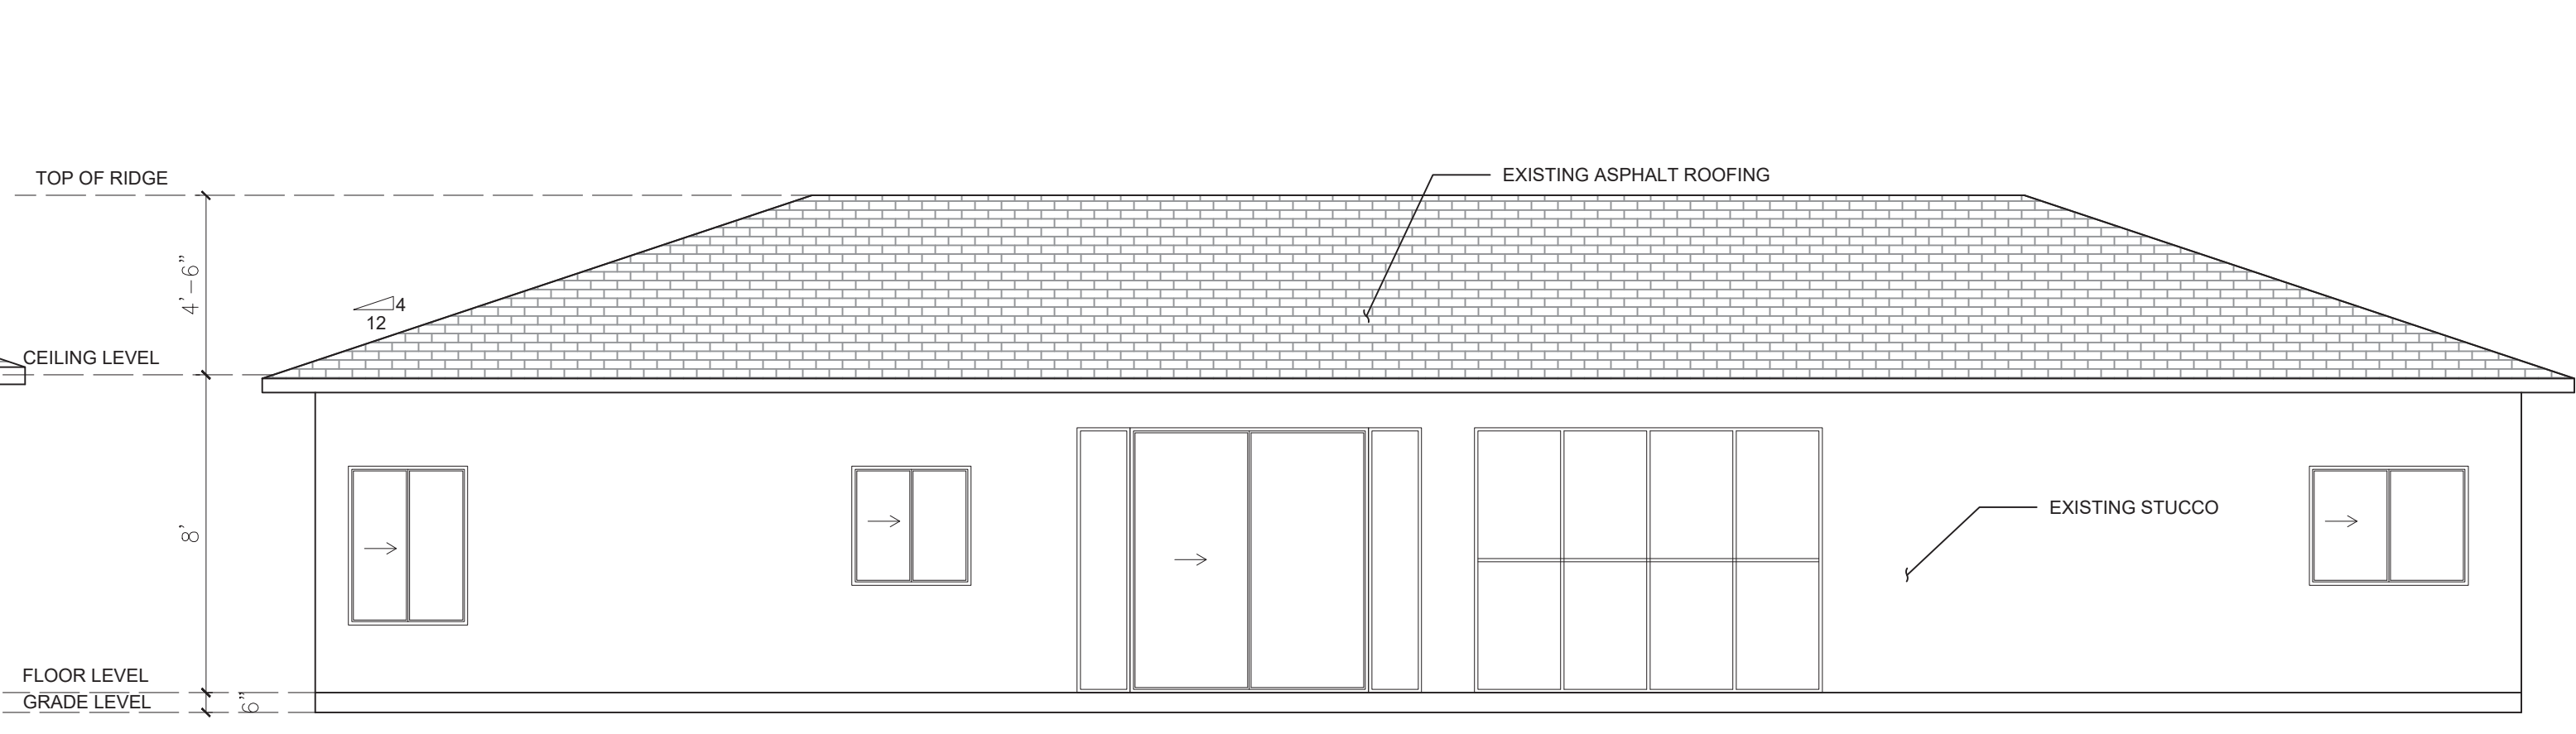 TOP OF RIDGE
EXISTING ASPHALT ROOFING
4'-6"
4
12
CEILING LEVEL
8'
EXISTING STUCCO
FLOOR LEVEL
GRADE LEVEL
6"